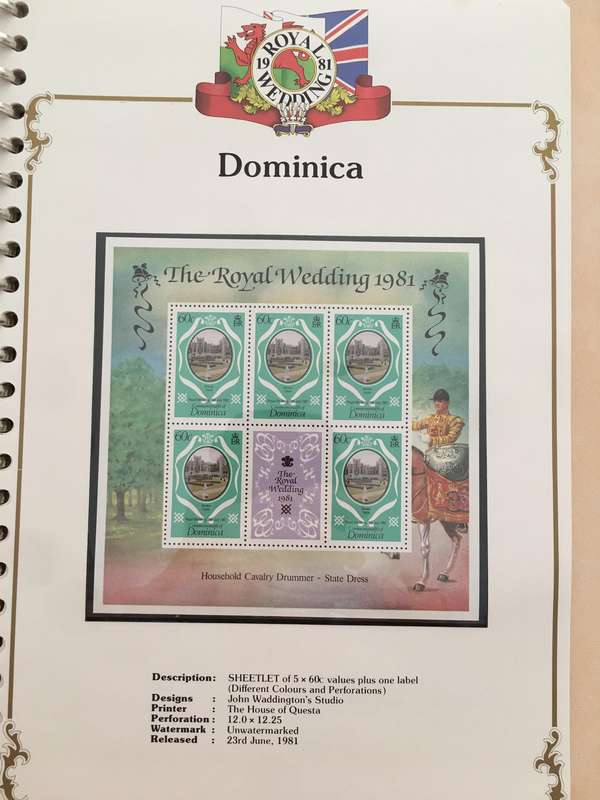 ROYAL
19 81
WEDDING
Dominica
The Royal Wedding 1981
60c E R
60c E R
60c E R
Dominica
Dominica
Dominica
60c E R
The
Royal
Wedding
1981
60c E R
Dominica
Dominica
Household Cavalry Drummer - State Dress
Description: SHEETLET of 5 × 60c values plus one label
(Different Colours and Perforations)
Designs : John Waddington's Studio
Printer : The House of Questa
Perforation : 12.0 × 12.25
Watermark : Unwatermarked
Released : 23rd June, 1981